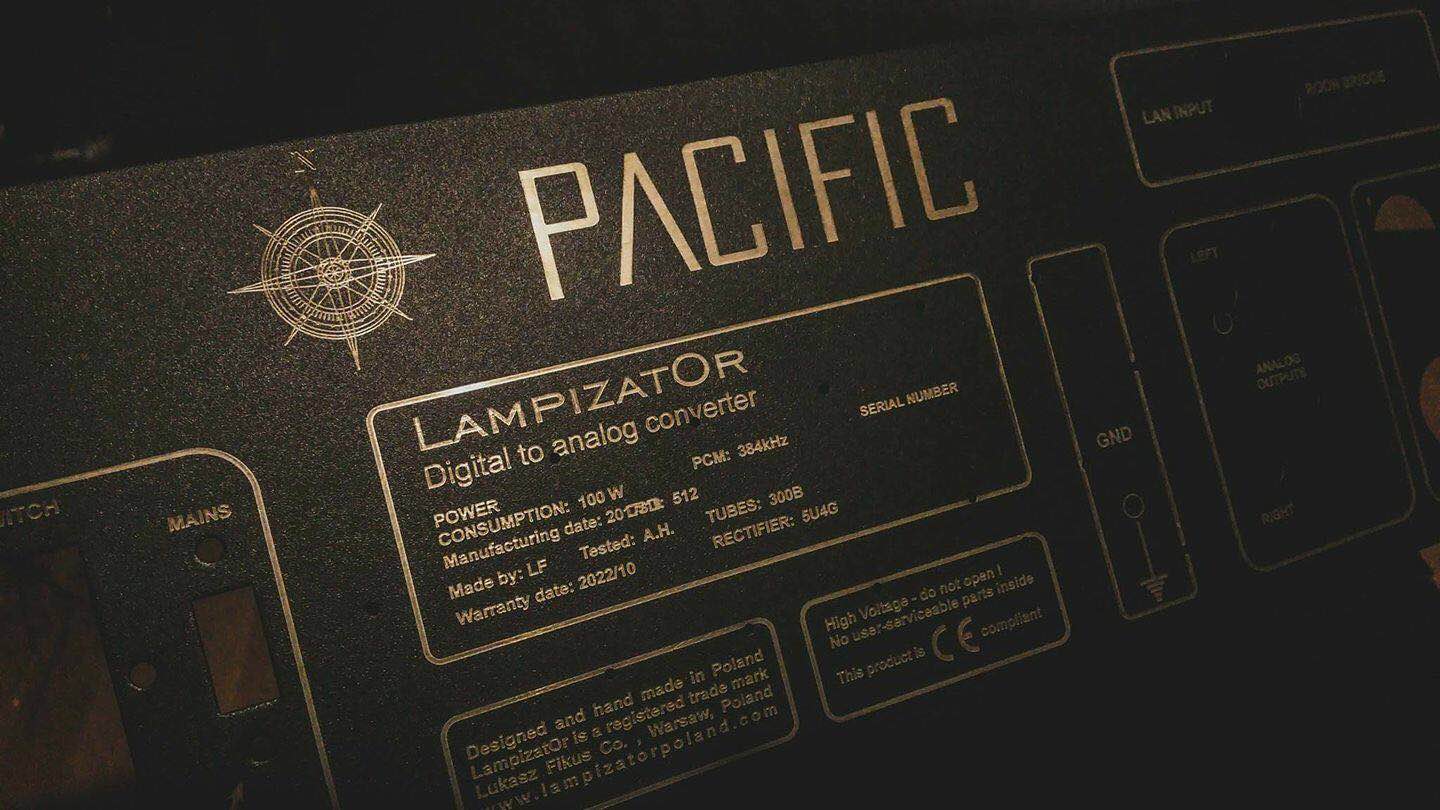 N
PACIFIC
LAN INPUT
ROON BRIDGE
LAMPIZATOR
Digital to analog converter
SERIAL NUMBER
POWER
CONSUMPTION: 100 W
PCM: 384kHz
Manufacturing date:
512
Made by: LF
Tested: A.H.
TUBES: 300B
Warranty date: 2022/10
RECTIFIER: 5U4G
MAINS
GND
LEFT
ANALOG
OUTPUTS
RIGHT
High Voltage - do not open !
No user-serviceable parts inside
This product is CE compliant
Designed and hand made in Poland
LampizatOr is a registered trade mark
Lukasz Fikus Co. , Warsaw, Poland
www.lampizatorpoland.com